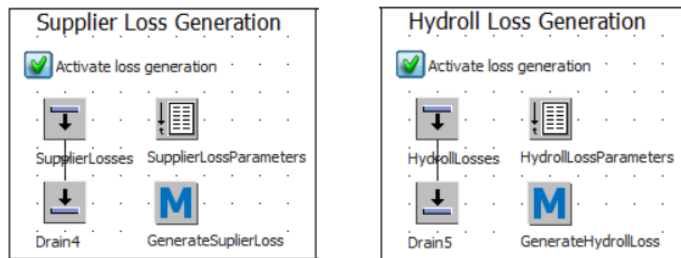 Supplier Loss Generation
Activate loss generation
SupplierLosses SupplierLossParameters
M
Drain4 GenerateSuplierLoss
Hydroll Loss Generation
Activate loss generation
HydrollLosses HydrollLossParameters
M
Drain5 GenerateHydrollLoss